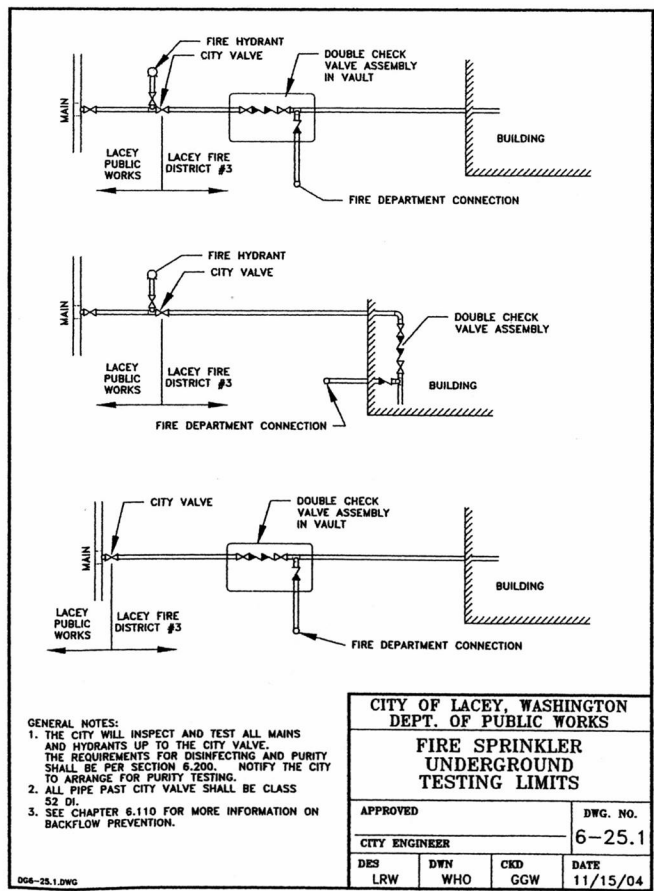 FIRE HYDRANT
CITY VALVE
DOUBLE CHECK
VALVE ASSEMBLY
IN VAULT
MAIN
BUILDING
LACEY
PUBLIC
WORKS
LACEY FIRE
DISTRICT #3
FIRE DEPARTMENT CONNECTION
FIRE HYDRANT
CITY VALVE
MAIN
DOUBLE CHECK
VALVE ASSEMBLY
LACEY
PUBLIC
WORKS
LACEY FIRE
DISTRICT #3
BUILDING
FIRE DEPARTMENT CONNECTION
CITY VALVE
DOUBLE CHECK
VALVE ASSEMBLY
IN VAULT
MAIN
BUILDING
LACEY
PUBLIC
WORKS
LACEY FIRE
DISTRICT #3
FIRE DEPARTMENT CONNECTION
GENERAL NOTES:
1. THE CITY WILL INSPECT AND TEST ALL MAINS
AND HYDRANTS UP TO THE CITY VALVE.
THE REQUIREMENTS FOR DISINFECTING AND PURITY
SHALL BE PER SECTION 6.200. NOTIFY THE CITY
TO ARRANGE FOR PURITY TESTING.
2. ALL PIPE PAST CITY VALVE SHALL BE CLASS
52 DI.
3. SEE CHAPTER 6.110 FOR MORE INFORMATION ON
BACKFLOW PREVENTION.
CITY OF LACEY, WASHINGTON
DEPT. OF PUBLIC WORKS
FIRE SPRINKLER
UNDERGROUND
TESTING LIMITS
APPROVED
CITY ENGINEER
DWG. NO.
6-25.1
DES
LRW
DWN
WHO
CKD
GGW
DATE
11/15/04
DG6-25.1.DWG